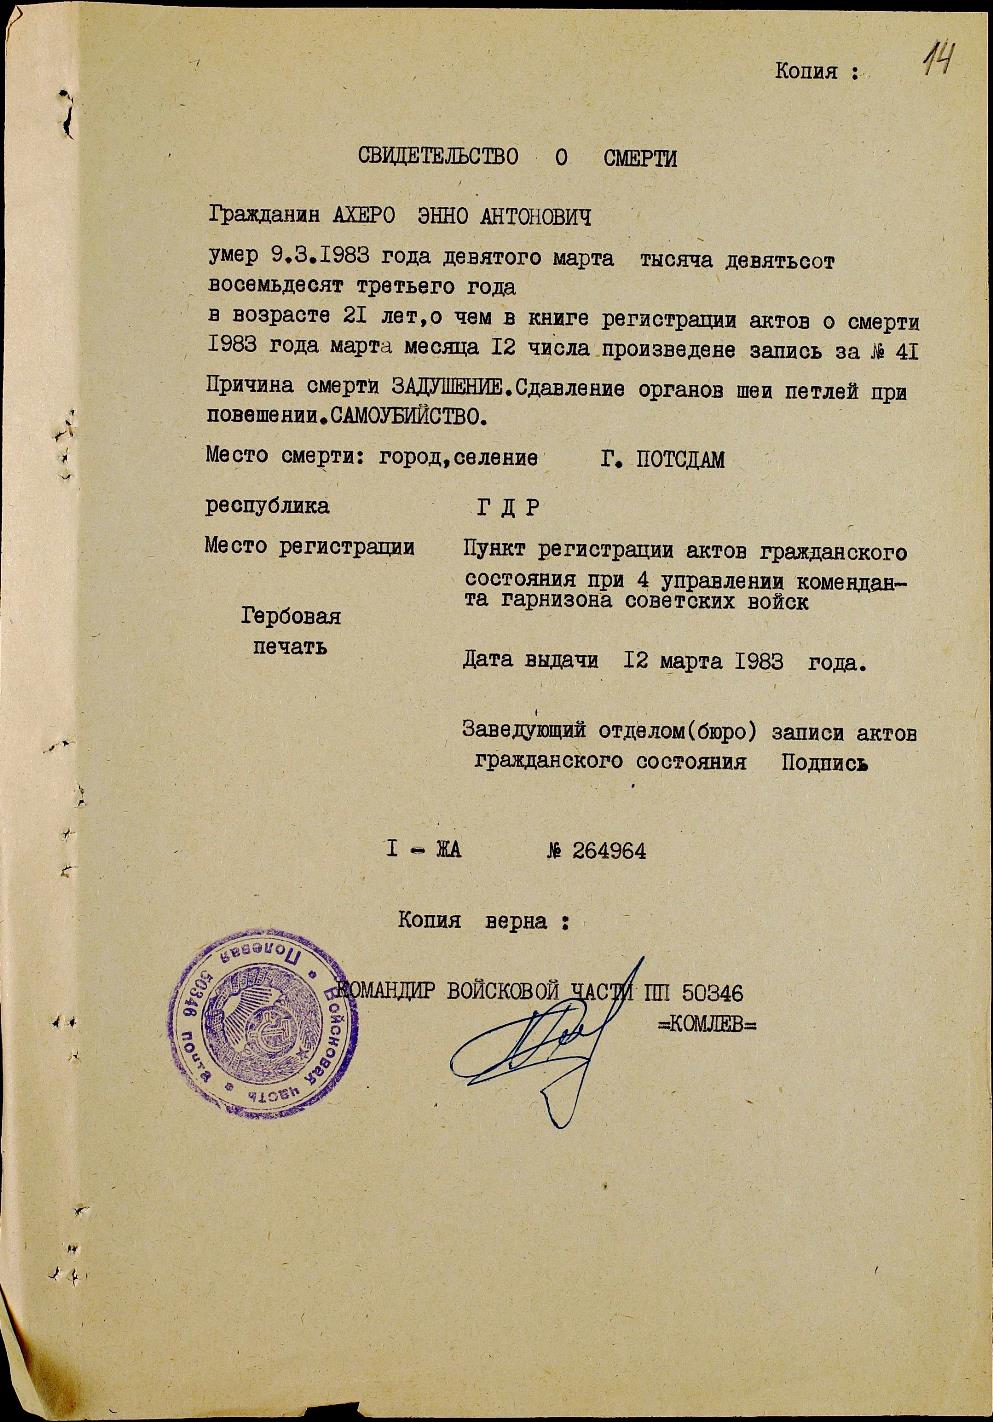 14
Копия :
СВИДЕТЕЛЬСТВО О СМЕРТИ
Гражданин АХЕРО ЭННО АНТОНОВИЧ
умер 9.3.1983 года девятого марта тысяча девятьсот
восемьдесят третьего года
в возрасте 21 лет,о чем в книге регистрации актов о смерти
1983 года марта месяца 12 числа произведене запись за № 41
Причина смерти ЗАДУШЕНИЕ.Сдавление органов шеи петлей при
повешении.САМОУБИЙСТВО.
Место смерти: город,селение Г. ПОТСДАМ
республика Г Д Р
Место регистрации Пункт регистрации актов гражданского
состояния при 4 управлении комендан-
та гарнизона советских войск
Гербовая
печать
Дата выдачи 12 марта 1983 года.
Заведующий отделом(бюро) записи актов
гражданского состояния Подпись
I - ЖА № 264964
Копия верна :
КОМАНДИР ВОЙСКОВОЙ ЧАСТИ ПП 50346
=КОМЛЕВ=
Войсковая часть
Полевая почта 50346